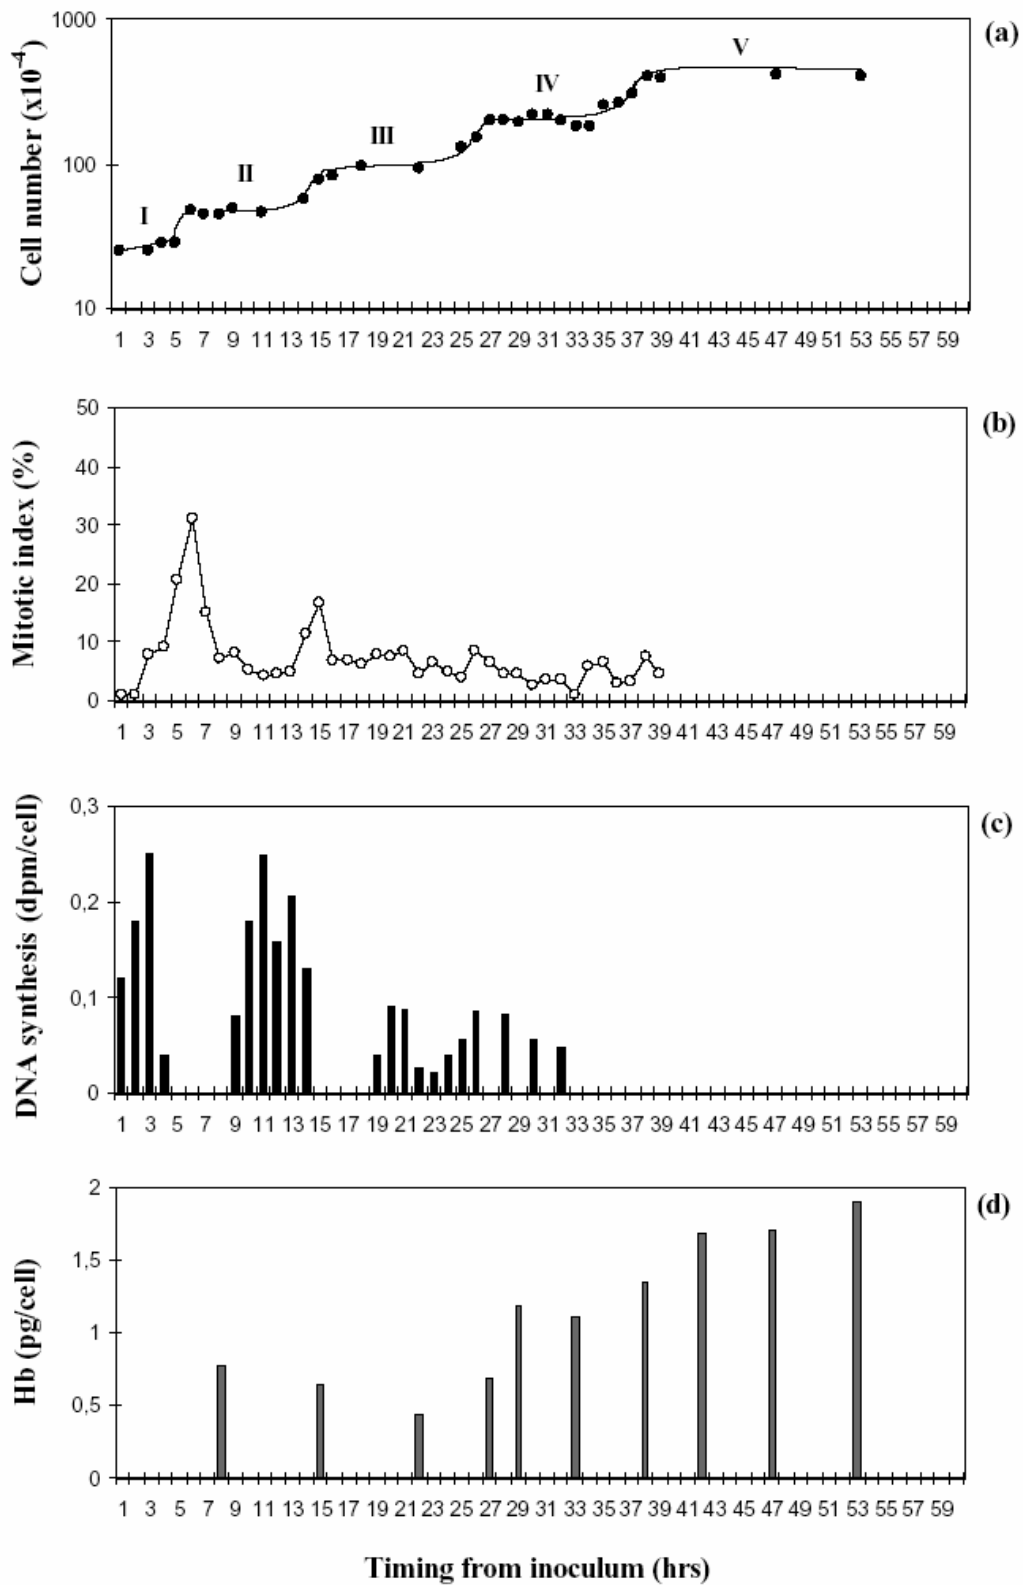 (a)
Cell number (x10-4)
1000
100
10
I
II
III
IV
V
1 3 5 7 9 11 13 15 17 19 21 23 25 27 29 31 33 35 37 39 41 43 45 47 49 51 53 55 57 59
(b)
Mitotic index (%)
50
40
30
20
10
0
1 3 5 7 9 11 13 15 17 19 21 23 25 27 29 31 33 35 37 39 41 43 45 47 49 51 53 55 57 59
(c)
DNA synthesis (dpm/cell)
0,3
0,2
0,1
0
1 3 5 7 9 11 13 15 17 19 21 23 25 27 29 31 33 35 37 39 41 43 45 47 49 51 53 55 57 59
(d)
Hb (pg/cell)
2
1,5
1
0,5
0
1 3 5 7 9 11 13 15 17 19 21 23 25 27 29 31 33 35 37 39 41 43 45 47 49 51 53 55 57 59
Timing from inoculum (hrs)